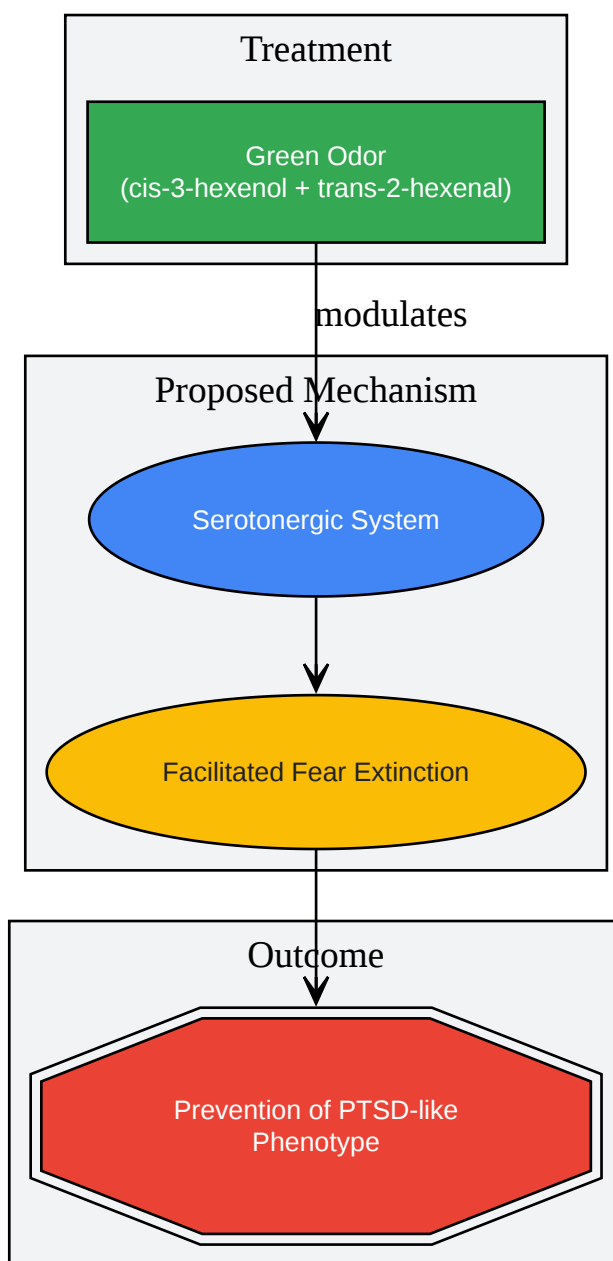 Treatment
Green Odor
(cis-3-hexenol + trans-2-hexenal)
modulates
Proposed Mechanism
Serotonergic System
Facilitated Fear Extinction
Outcome
Prevention of PTSD-like
Phenotype